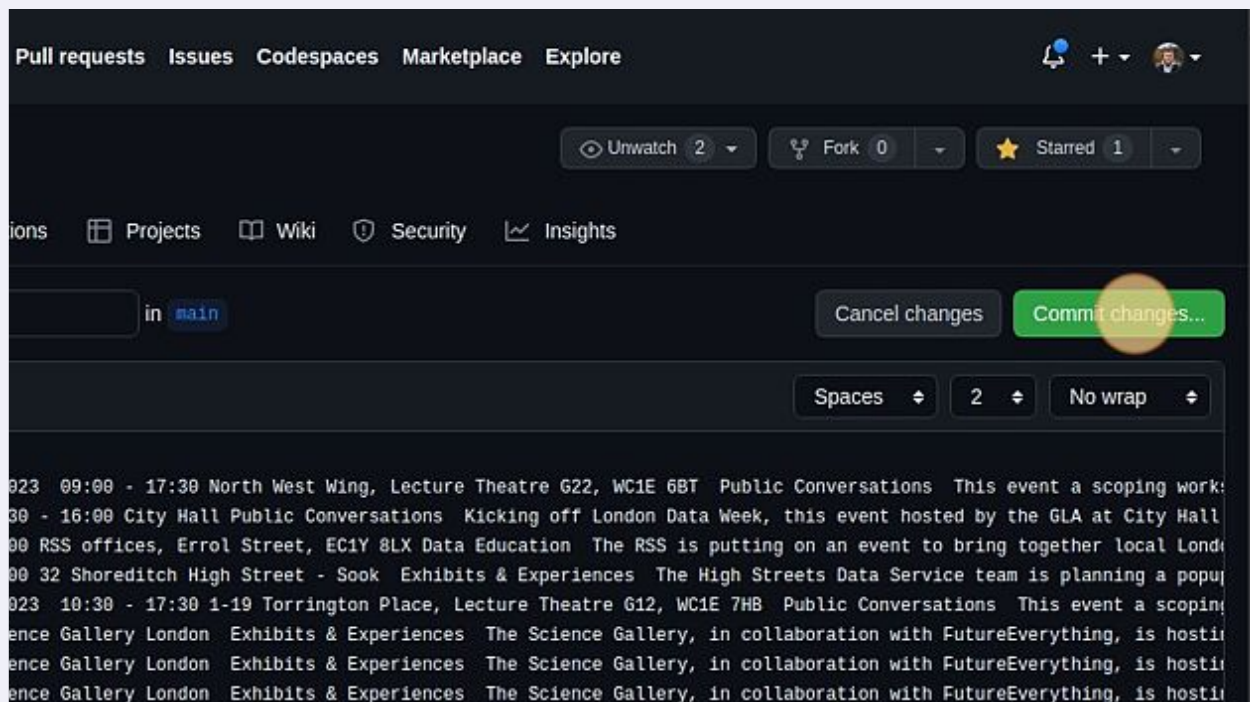 Pull requests Issues Codespaces Marketplace Explore
Unwatch 2 Fork 0 Starred 1
ions Projects Wiki Security Insights
in main Cancel changes Commit changes...
Spaces 2 No wrap
023 09:00 - 17:30 North West Wing, Lecture Theatre G22, WC1E 6BT Public Conversations This event a scoping works
30 - 16:00 City Hall Public Conversations Kicking off London Data Week, this event hosted by the GLA at City Hall
00 RSS offices, Errol Street, EC1Y 8LX Data Education The RSS is putting on an event to bring together local Londo
00 32 Shoreditch High Street - Sook Exhibits & Experiences The High Streets Data Service team is planning a popup
023 10:30 - 17:30 1-19 Torrington Place, Lecture Theatre G12, WC1E 7HB Public Conversations This event a scoping
ence Gallery London Exhibits & Experiences The Science Gallery, in collaboration with FutureEverything, is hostin
ence Gallery London Exhibits & Experiences The Science Gallery, in collaboration with FutureEverything, is hostin
ence Gallery London Exhibits & Experiences The Science Gallery, in collaboration with FutureEverything, is hostin